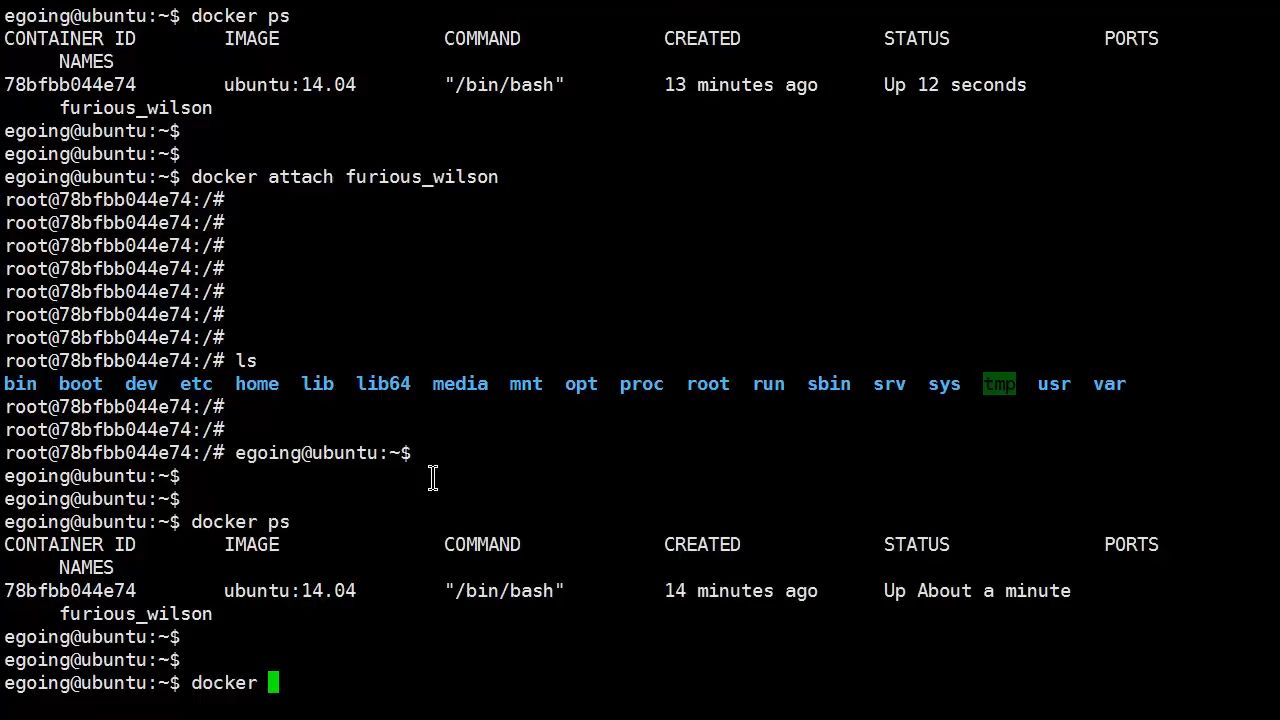 egoing@ubuntu:~$ docker ps
CONTAINER ID        IMAGE               COMMAND             CREATED             STATUS              PORTS
     NAMES
78bfbb044e74        ubuntu:14.04        "/bin/bash"         13 minutes ago      Up 12 seconds
     furious_wilson
egoing@ubuntu:~$
egoing@ubuntu:~$
egoing@ubuntu:~$ docker attach furious_wilson
root@78bfbb044e74:/#
root@78bfbb044e74:/#
root@78bfbb044e74:/#
root@78bfbb044e74:/#
root@78bfbb044e74:/#
root@78bfbb044e74:/#
root@78bfbb044e74:/#
root@78bfbb044e74:/# ls
bin  boot  dev  etc  home  lib  lib64  media  mnt  opt  proc  root  run  sbin  srv  sys  tmp  usr  var
root@78bfbb044e74:/#
root@78bfbb044e74:/#
root@78bfbb044e74:/# egoing@ubuntu:~$
egoing@ubuntu:~$
egoing@ubuntu:~$
egoing@ubuntu:~$ docker ps
CONTAINER ID        IMAGE               COMMAND             CREATED             STATUS              PORTS
     NAMES
78bfbb044e74        ubuntu:14.04        "/bin/bash"         14 minutes ago      Up About a minute
     furious_wilson
egoing@ubuntu:~$
egoing@ubuntu:~$
egoing@ubuntu:~$ docker